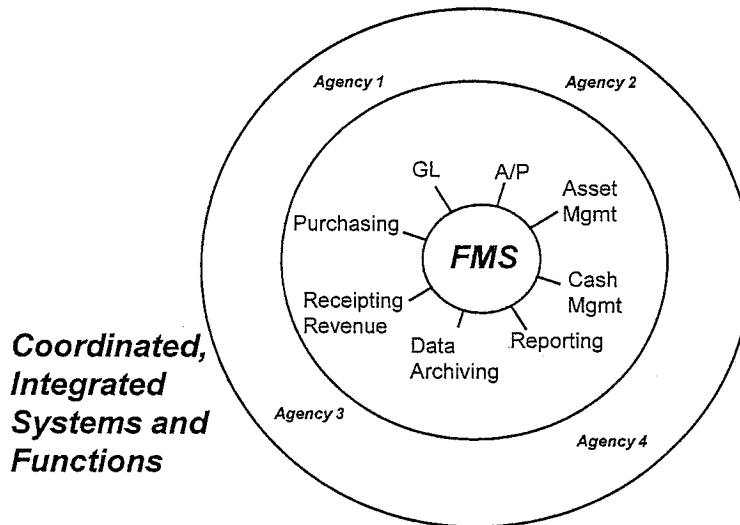 Agency 1
Agency 2
GL
A/P
Asset
Mgmt
Purchasing
FMS
Cash
Mgmt
Receipting
Revenue
Reporting
Data
Archiving
Coordinated,
Integrated
Systems and
Functions
Agency 3
Agency 4